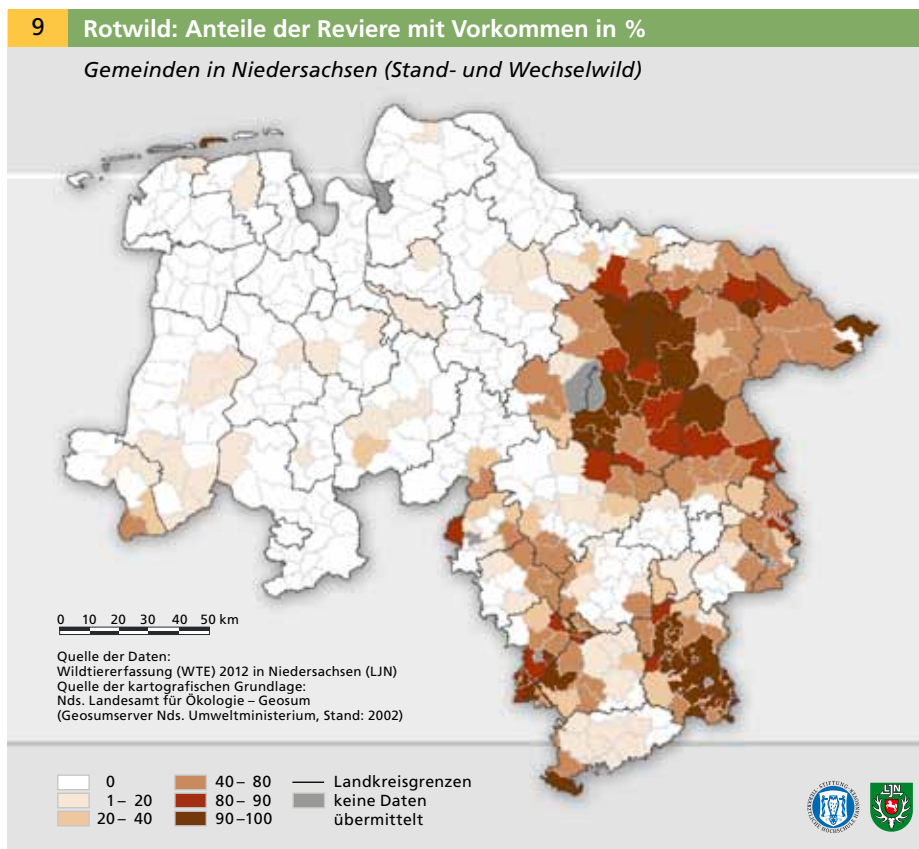 9 Rotwild: Anteile der Reviere mit Vorkommen in %
Gemeinden in Niedersachsen (Stand- und Wechselwild)
0 10 20 30 40 50 km
Quelle der Daten:
Wildtiererfassung (WTE) 2012 in Niedersachsen (LJN)
Quelle der kartografischen Grundlage:
Nds. Landesamt für Ökologie – Geosum
(Geosumserver Nds. Umweltministerium, Stand: 2002)
0
1 – 20
20 – 40
40 – 80
80 – 90
90 –100
Landkreisgrenzen
keine Daten
übermittelt
LJN